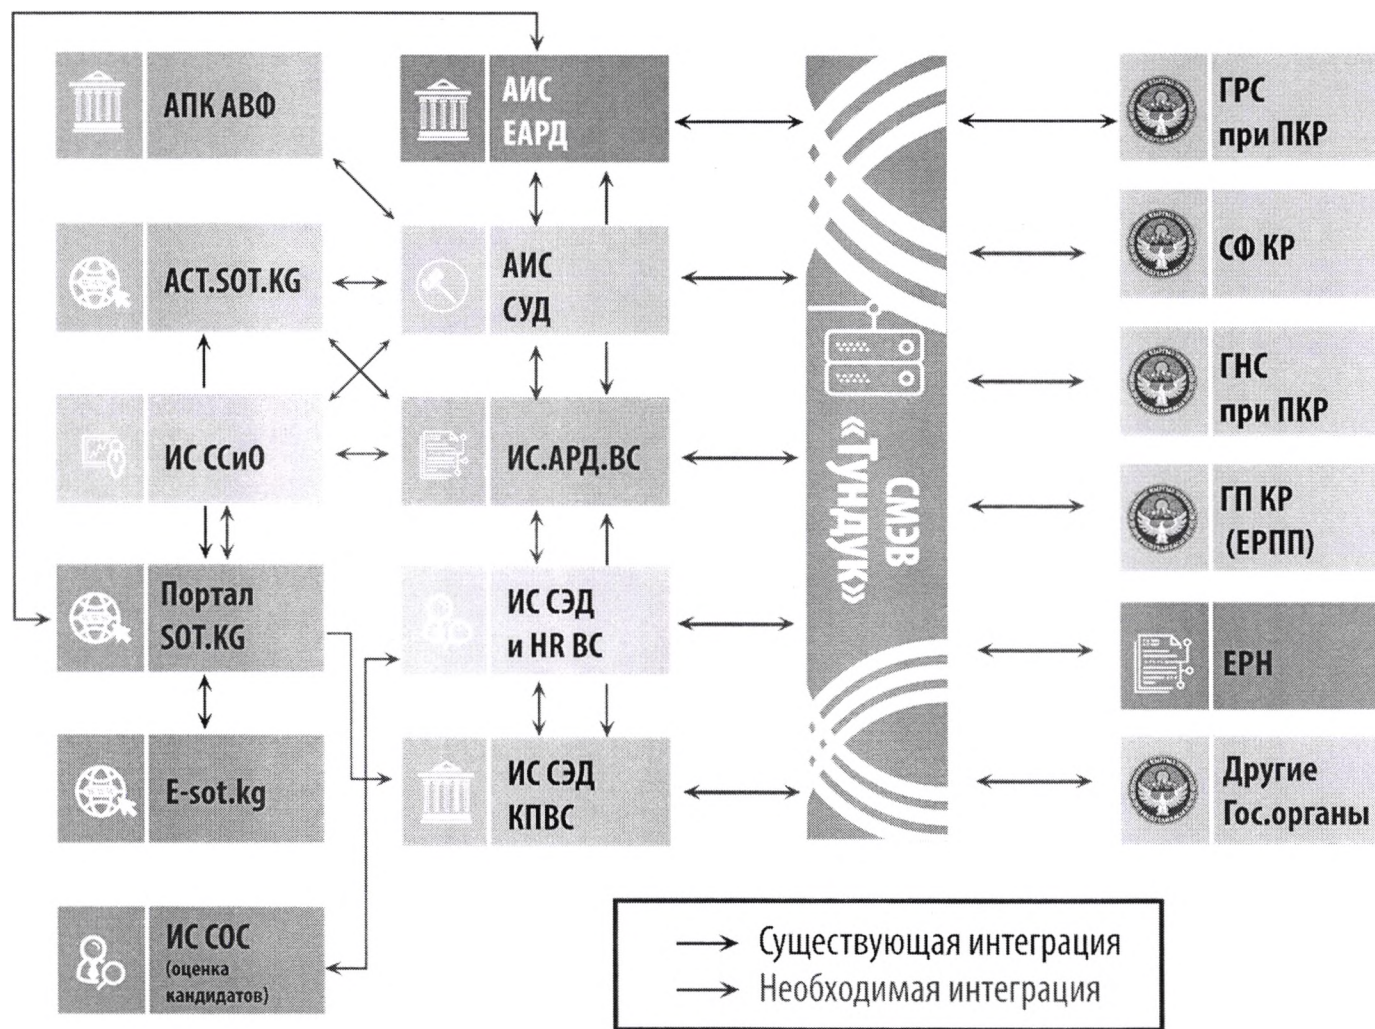 АПК АВФ
АИС
ЕАРД
ГРС
при ПКР
ACT.SOT.KG
АИС
СУД
СФ КР
ИС ССиО
ИС.АРД.ВС
СМЭВ
«ТУНДУК»
ГНС
при ПКР
ГП КР
(ЕРПП)
Портал
SOT.KG
ИС СЭД
и HR ВС
ЕРН
E-sot.kg
ИС СЭД
КПВС
Другие
Гос.органы
ИС СОС
(оценка
кандидатов)
Существующая интеграция
Необходимая интеграция